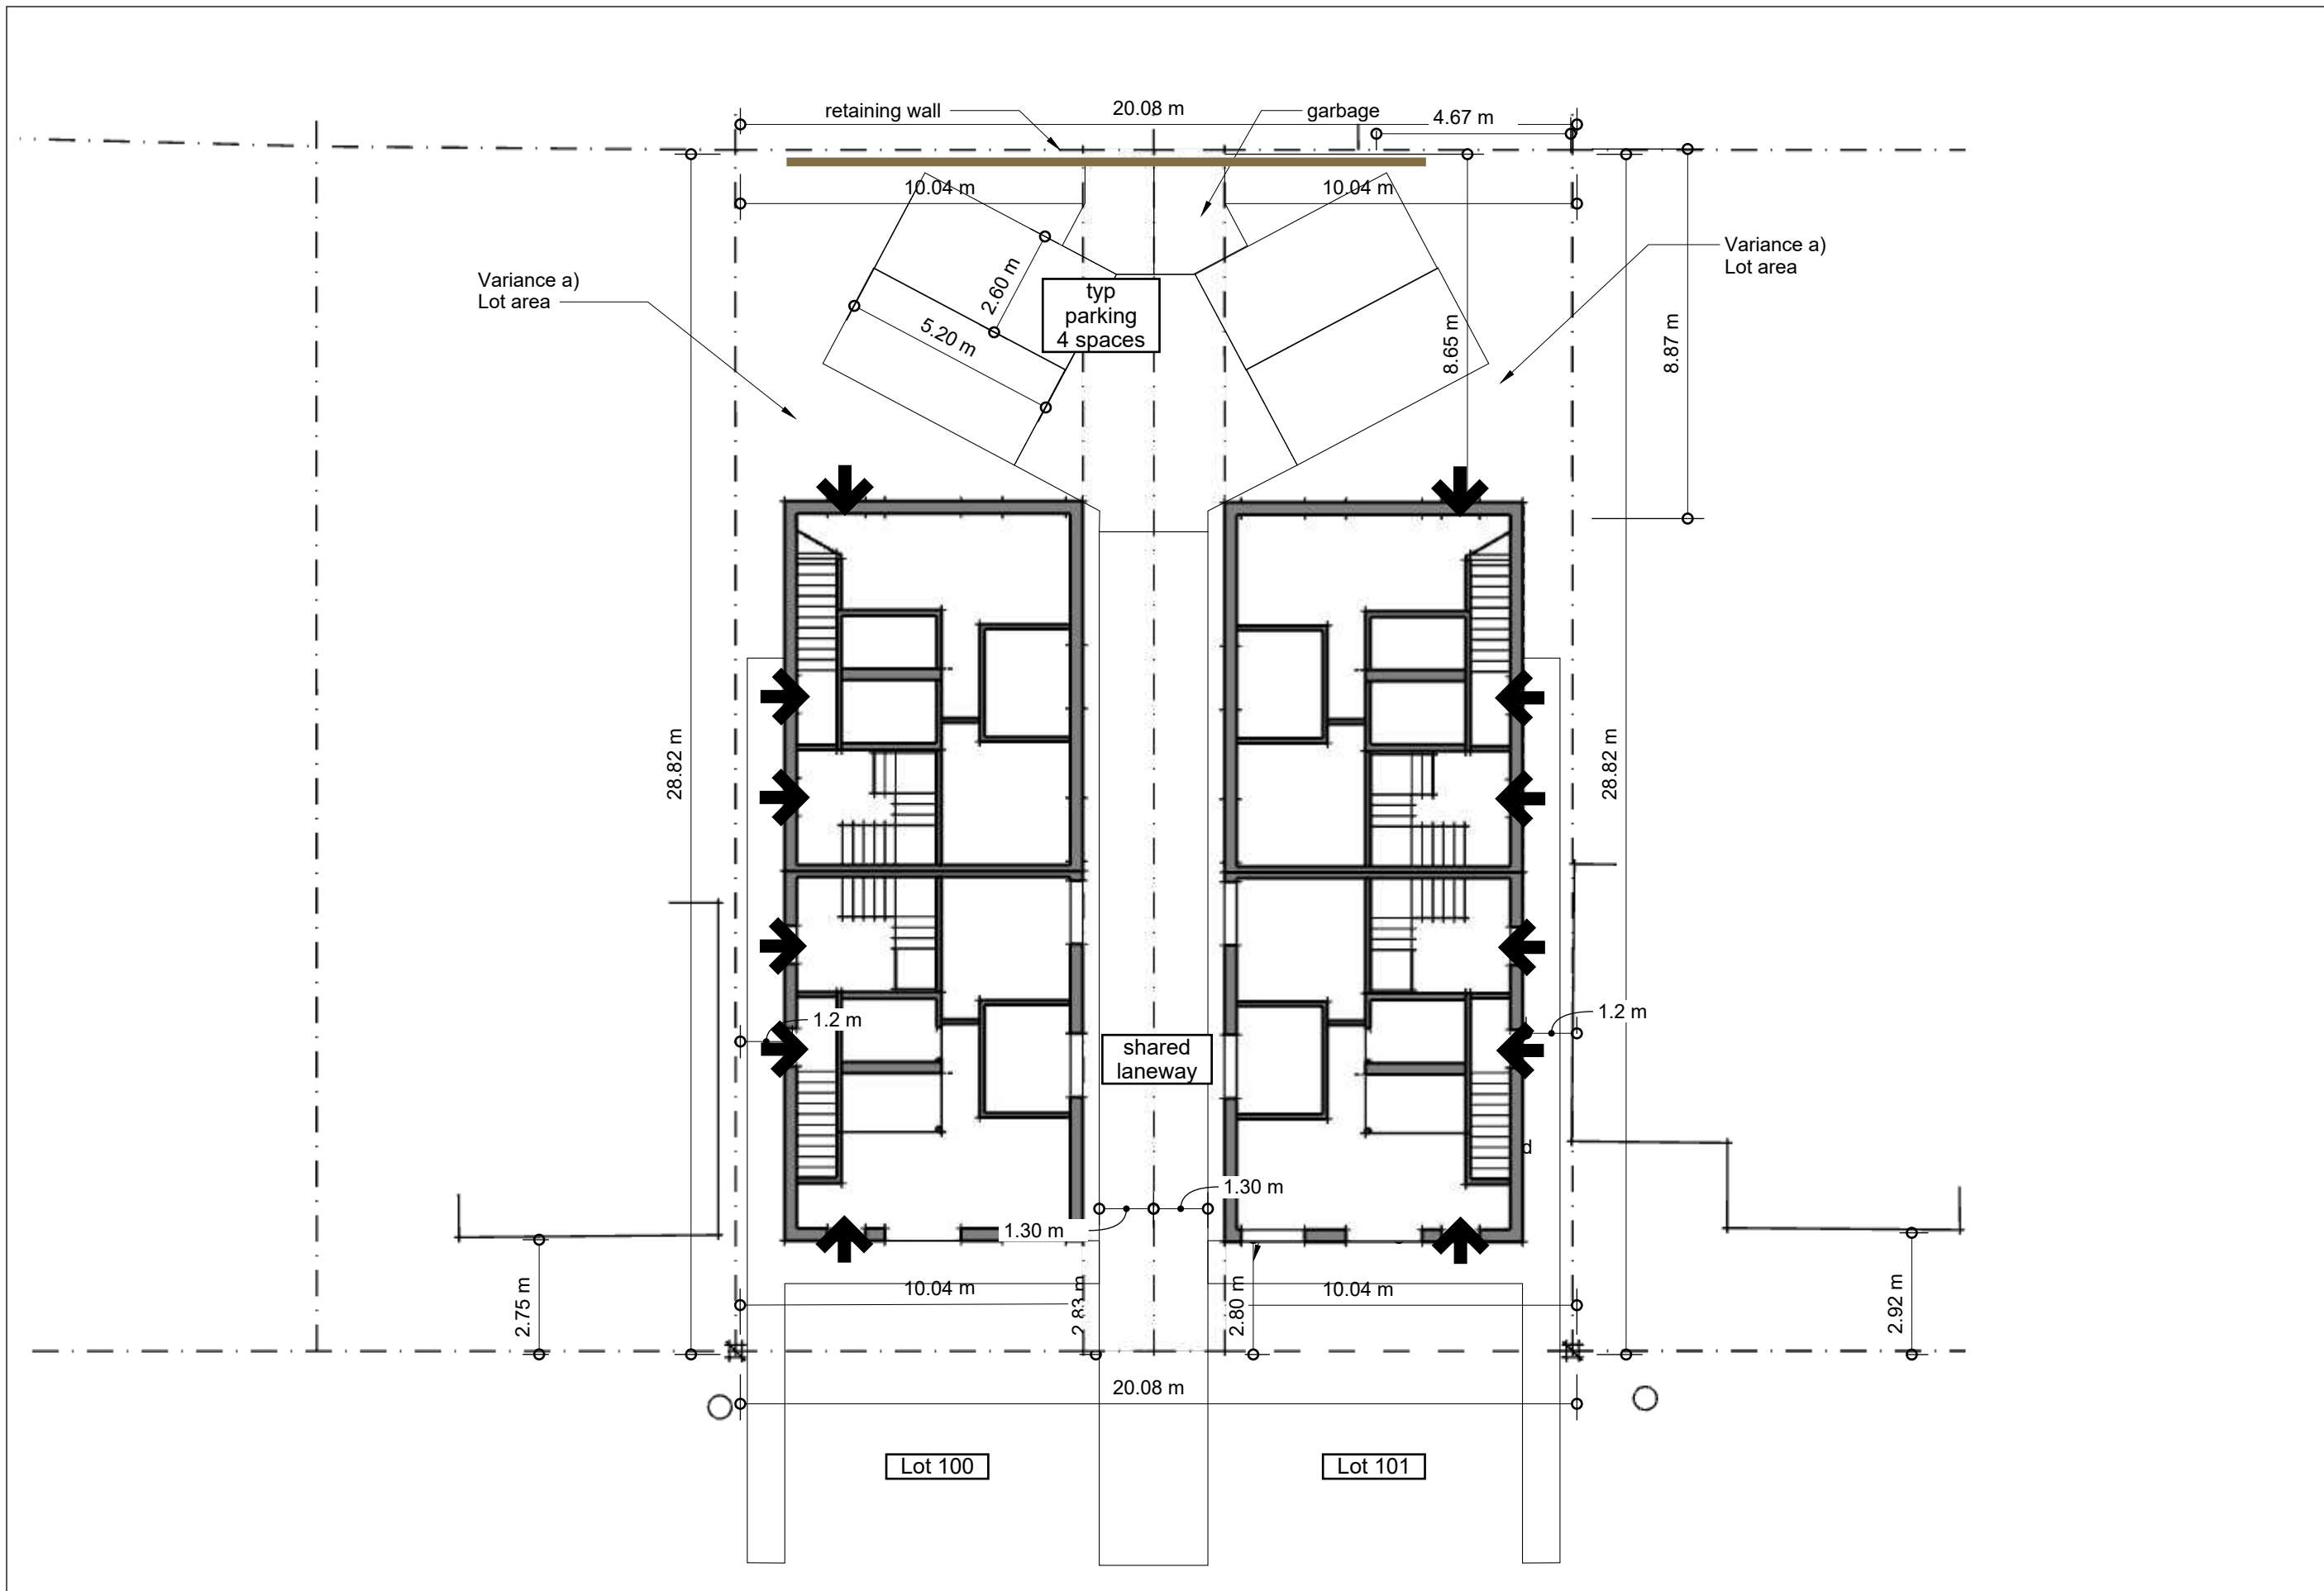 retaining wall
20.08 m
garbage
4.67 m
10.04 m
10.04 m
Variance a)
Lot area
Variance a)
Lot area
2.60 m
5.20 m
typ
parking
4 spaces
8.65 m
8.87 m
28.82 m
28.82 m
1.2 m
1.2 m
shared
laneway
d
1.30 m
1.30 m
10.04 m
10.04 m
2.75 m
2.83 m
2.80 m
2.92 m
20.08 m
Lot 100
Lot 101